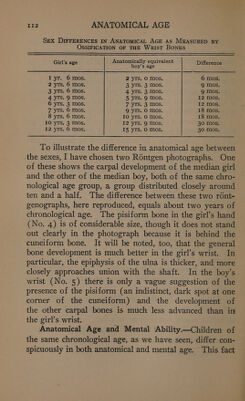 112 ANATOMICAL AGE
SEX DIFFERENCES IN ANATOMICAL AGE AS MEASURED BY
OSSIFICATION OF THE WRIST BONES
Girl's age Anatomically equivalent boy's age Difference
1 yr. 6 mos. 2 yrs. 0 mos. 6 mos.
2 yrs. 6 mos. 3 yrs. 3 mos. 9 mos.
3 yrs. 6 mos. 4 yrs. 3 mos. 9 mos.
4 yrs. 9 mos. 5 yrs. 9 mos. 12 mos.
6 yrs. 3 mos. 7 yrs. 3 mos. 12 mos.
7 yrs. 6 mos. 9 yrs. 0 mos. 18 mos.
8 yrs. 6 mos. 10 yrs. 0 mos. 18 mos.
10 yrs. 3 mos. 12 yrs. 9 mos. 30 mos.
12 yrs. 6 mos. 15 yrs. 0 mos. 30 mos.
To illustrate the difference in anatomical age between
the sexes, I have chosen two Röntgen photographs. One
of these shows the carpal development of the median girl
and the other of the median boy, both of the same chro-
nological age group, a group distributed closely around
ten and a half. The difference between these two rönt-
genographs, here reproduced, equals about two years of
chronological age. The pisiform bone in the girl's hand
(No. 4) is of considerable size, though it does not stand
out clearly in the photograph because it is behind the
cuneiform bone. It will be noted, too, that the general
bone development is much better in the girl's wrist. In
particular, the epiphysis of the ulna is thicker, and more
closely approaches union with the shaft. In the boy's
wrist (No. 5) there is only a vague suggestion of the
presence of the pisiform (an indistinct, dark spot at one
corner of the cuneiform) and the development of
the other carpal bones is much less advanced than in
the girl's wrist.
Anatomical Age and Mental Ability.—Children of
the same chronological age, as we have seen, differ con-
spicuously in both anatomical and mental age. This fact